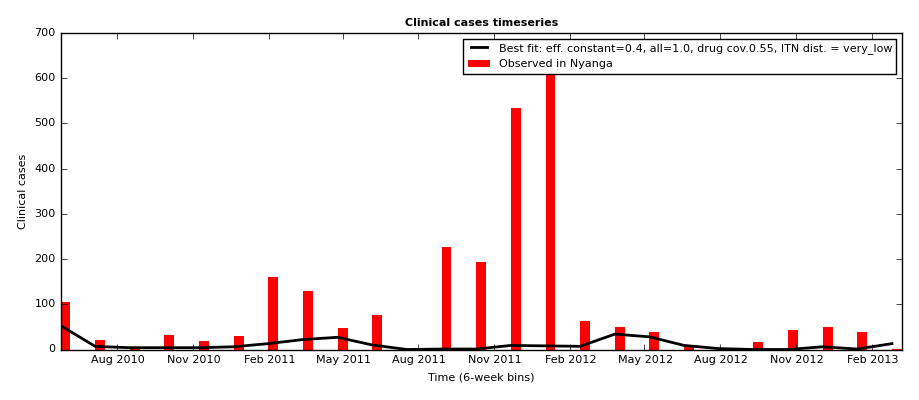 Clinical cases timeseries
700
600
500
400
300
200
100
0
Clinical cases
Best fit: eff. constant=0.4, all=1.0, drug cov.0.55, ITN dist. = very_low
Observed in Nyanga
Aug 2010 Nov 2010 Feb 2011 May 2011 Aug 2011 Nov 2011 Feb 2012 May 2012 Aug 2012 Nov 2012 Feb 2013
Time (6-week bins)